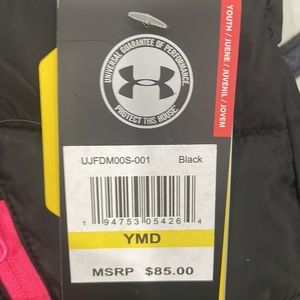 UNIVERSAL GUARANTEE OF PERFORMANCE
PROTECT THIS HOUSE
YOUTH / JEUNE / JUVENIL / JOVEM
UJFDM00S-001 Black
1 94753 05426 4
YMD
MSRP $85.00